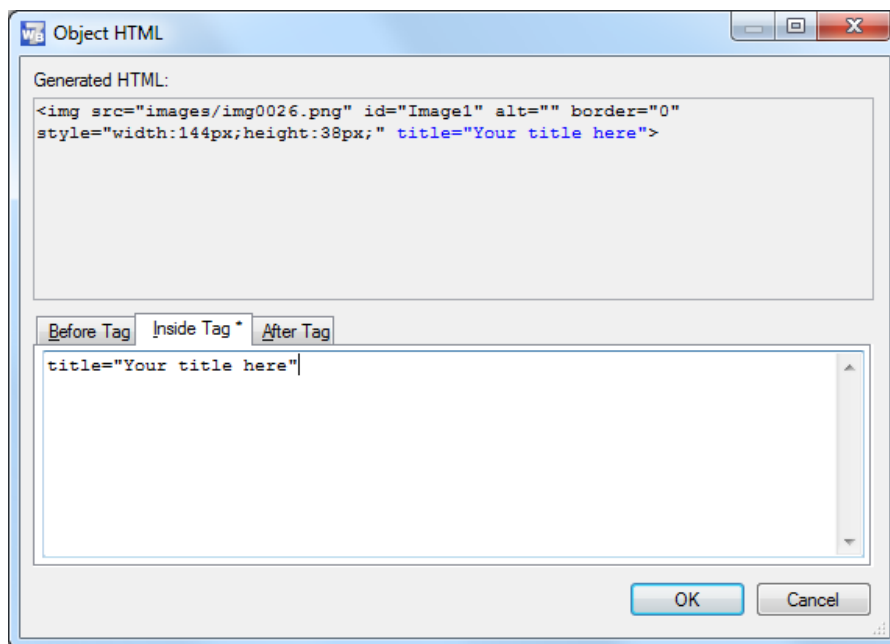 WB Object HTML X
Generated HTML:
<img src="images/img0026.png" id="Image1" alt="" border="0"
style="width:144px;height:38px;" title="Your title here">
Before Tag Inside Tag * After Tag
title="Your title here"
OK Cancel